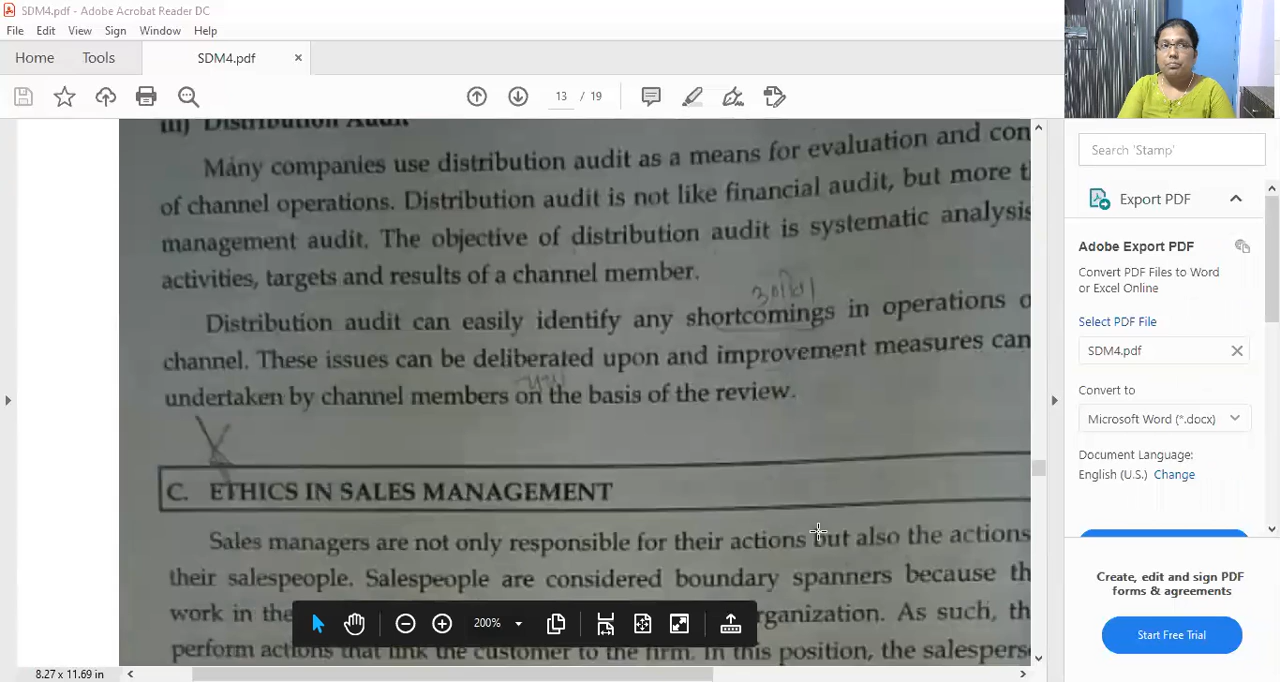 SDM4.pdf - Adobe Acrobat Reader DC
File Edit View Sign Window Help
Home Tools SDM4.pdf ×
13 / 19
iii) Distribution Audit
Many companies use distribution audit as a means for evaluation and con
of channel operations. Distribution audit is not like financial audit, but more
management audit. The objective of distribution audit is systematic analysis
activities, targets and results of a channel member.
Distribution audit can easily identify any shortcomings in operations
channel. These issues can be deliberated upon and improvement measures can
undertaken by channel members on the basis of the review.
C. ETHICS IN SALES MANAGEMENT
Sales managers are not only responsible for their actions but also the actions
their salespeople. Salespeople are considered boundary spanners because th
work in the rganization. As such, th
perform actions that link the customer to the firm. In this position, the salespers
200%
8.27 x 11.69 in
Search 'Stamp'
Export PDF
Adobe Export PDF
Convert PDF Files to Word
or Excel Online
Select PDF File
SDM4.pdf
Convert to
Microsoft Word (*.docx)
Document Language:
English (U.S.) Change
Create, edit and sign PDF
forms & agreements
Start Free Trial